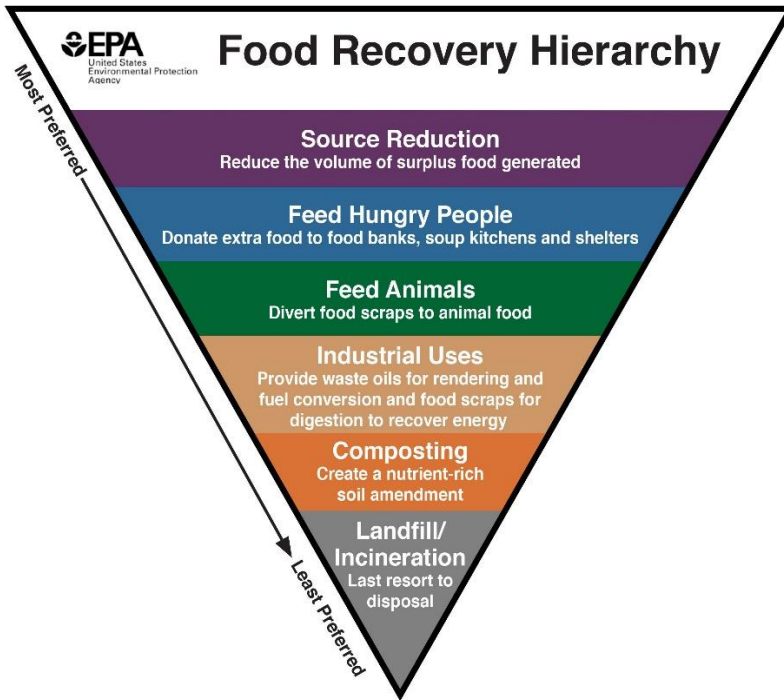 EPA
United States
Environmental Protection
Agency
Food Recovery Hierarchy
Most Preferred
Source Reduction
Reduce the volume of surplus food generated
Feed Hungry People
Donate extra food to food banks, soup kitchens and shelters
Feed Animals
Divert food scraps to animal food
Industrial Uses
Provide waste oils for rendering and
fuel conversion and food scraps for
digestion to recover energy
Composting
Create a nutrient-rich
soil amendment
Landfill/
Incineration
Last resort to
disposal
Least Preferred